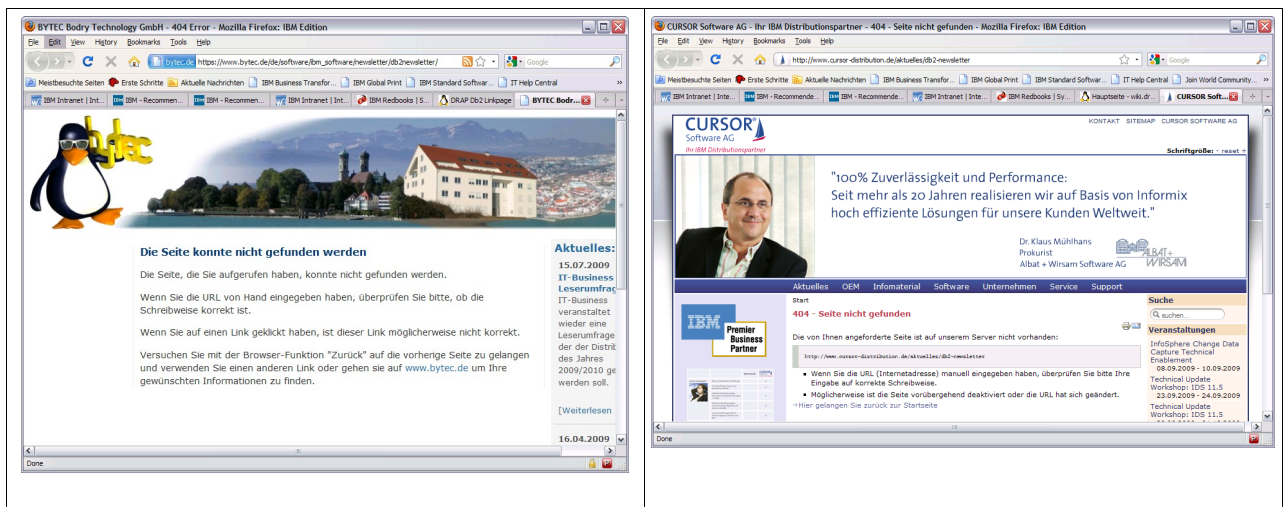 BYTEC Bodry Technology GmbH - 404 Error - Mozilla Firefox: IBM Edition
File Edit View History Bookmarks Tools Help
bytec.de https://www.bytec.de/de/software/ibm_software/newsletter/db2newsletter/ Google
Meistbesuchte Seiten Erste Schritte Aktuelle Nachrichten IBM Business Transfor... IBM Global Print IBM Standard Softwar... IT Help Central »
IBM Intranet | Int... IBM - Recommen... IBM - Recommen... IBM Intranet | Int... IBM Redbooks | S... DRAP Db2 Linkpage BYTEC Bodr...
bytec
Die Seite konnte nicht gefunden werden
Die Seite, die Sie aufgerufen haben, konnte nicht gefunden werden.
Wenn Sie die URL von Hand eingegeben haben, überprüfen Sie bitte, ob die
Schreibweise korrekt ist.
Wenn Sie auf einen Link geklickt haben, ist dieser Link möglicherweise nicht korrekt.
Versuchen Sie mit der Browser-Funktion "Zurück" auf die vorherige Seite zu gelangen
und verwenden Sie einen anderen Link oder gehen sie auf www.bytec.de um Ihre
gewünschten Informationen zu finden.
Aktuelles:
15.07.2009
IT-Business
Leserumfrag
IT-Business
veranstaltet
wieder eine
Leserumfrage
der der Distrib
des Jahres
2009/2010 ge
werden soll.
[Weiterlesen
16.04.2009
Done
CURSOR Software AG - Ihr IBM Distributionspartner - 404 - Seite nicht gefunden - Mozilla Firefox: IBM Edition
File Edit View History Bookmarks Tools Help
http://www.cursor-distribution.de/aktuelles/db2-newsletter Google
Meistbesuchte Seiten Erste Schritte Aktuelle Nachrichten IBM Business Transfor... IBM Global Print IBM Standard Softwar... IT Help Central Join World Community... »
IBM Intranet | Inte... IBM - Recommende... IBM - Recommende... IBM Intranet | Inte... IBM Redbooks | Sy... Hauptseite - wiki.dr... CURSOR Soft...
CURSOR
Software AG
Ihr IBM Distributionspartner
KONTAKT SITEMAP CURSOR SOFTWARE AG
Schriftgröße: - reset +
"100% Zuverlässigkeit und Performance:
Seit mehr als 20 Jahren realisieren wir auf Basis von Informix
hoch effiziente Lösungen für unsere Kunden Weltweit."
Dr. Klaus Mühlhans
Prokurist
Albat + Wirsam Software AG
ALBAT+
WIRSAM
Aktuelles OEM Infomaterial Software Unternehmen Service Support
IBM
Premier
Business
Partner
Start
404 - Seite nicht gefunden
Die von Ihnen angeforderte Seite ist auf unserem Server nicht vorhanden:
http://www.cursor-distribution.de/aktuelles/db2-newsletter
Wenn Sie die URL (Internetadresse) manuell eingegeben haben, überprüfen Sie bitte Ihre
Eingabe auf korrekte Schreibweise.
Möglicherweise ist die Seite vorübergehend deaktiviert oder die URL hat sich geändert.
Hier gelangen Sie zurück zur Startseite
Suche
suchen...
Veranstaltungen
InfoSphere Change Data
Capture Technical
Enablement
08.09.2009 - 10.09.2009
Technical Update
Workshop: IDS 11.5
23.09.2009 - 24.09.2009
Technical Update
Workshop: IDS 11.5
Done